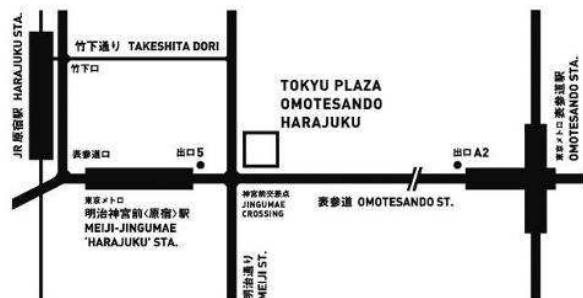 竹下通り TAKESHITA DORI
竹下口
JR 原宿駅 HARAJUKU STA.
TOKYU PLAZA
OMOTESANDO
HARAJUKU
東京メトロ 表参道駅
OMOTESANDO STA.
表参道口
出口 5
出口 A2
東京メトロ
明治神宮前〈原宿〉駅
MEIJI-JINGUMAE
'HARAJUKU' STA.
神宮前交差点
JINGUMAE
CROSSING
表参道 OMOTESANDO ST.
明治通り
MEIJI ST.